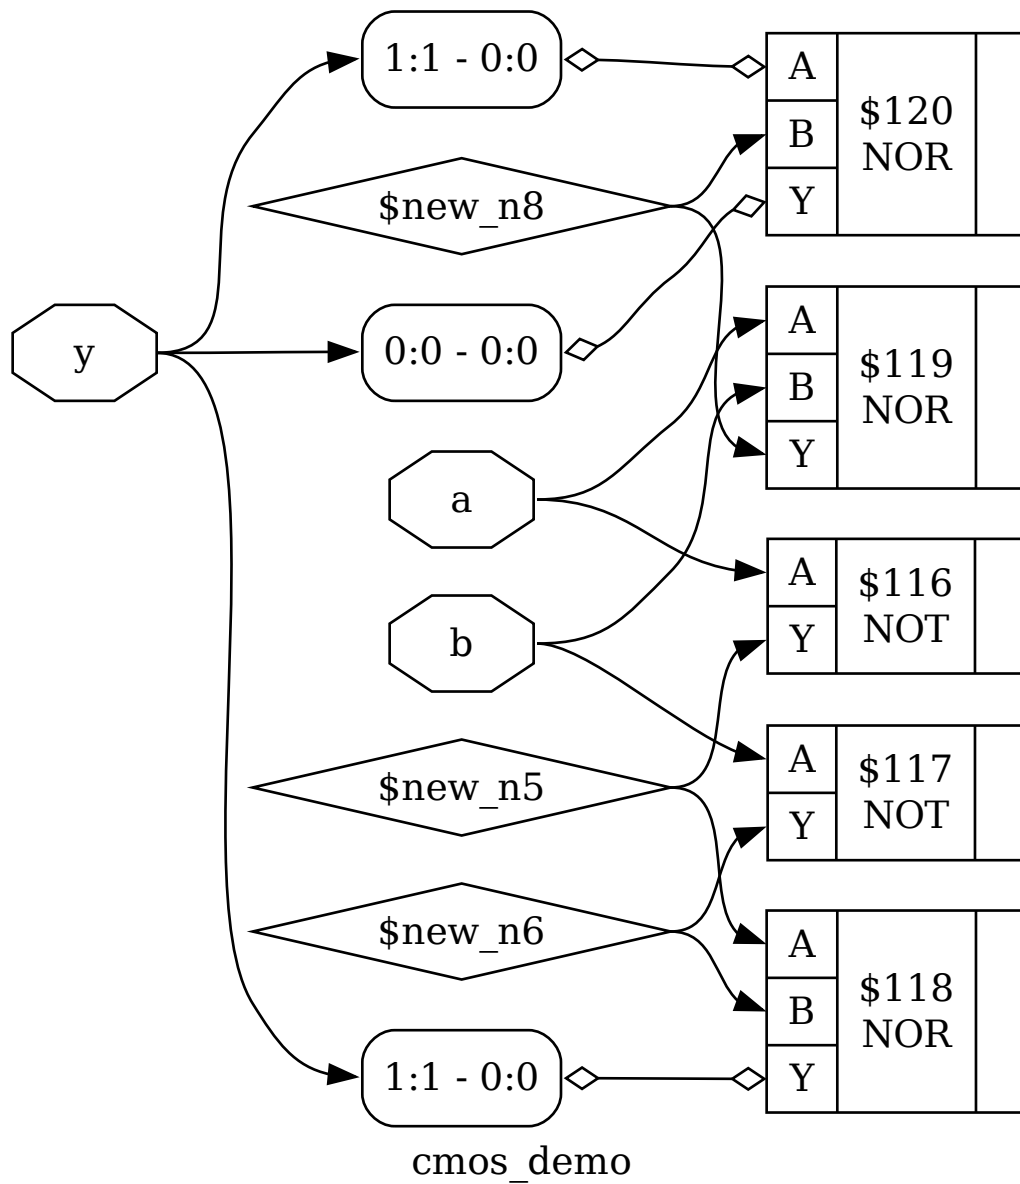 1:1 - 0:0
A
B
Y
$120
NOR
$new_n8
y
0:0 - 0:0
A
B
Y
$119
NOR
a
A
Y
$116
NOT
b
$new_n5
A
Y
$117
NOT
$new_n6
A
B
Y
$118
NOR
1:1 - 0:0
cmos_demo